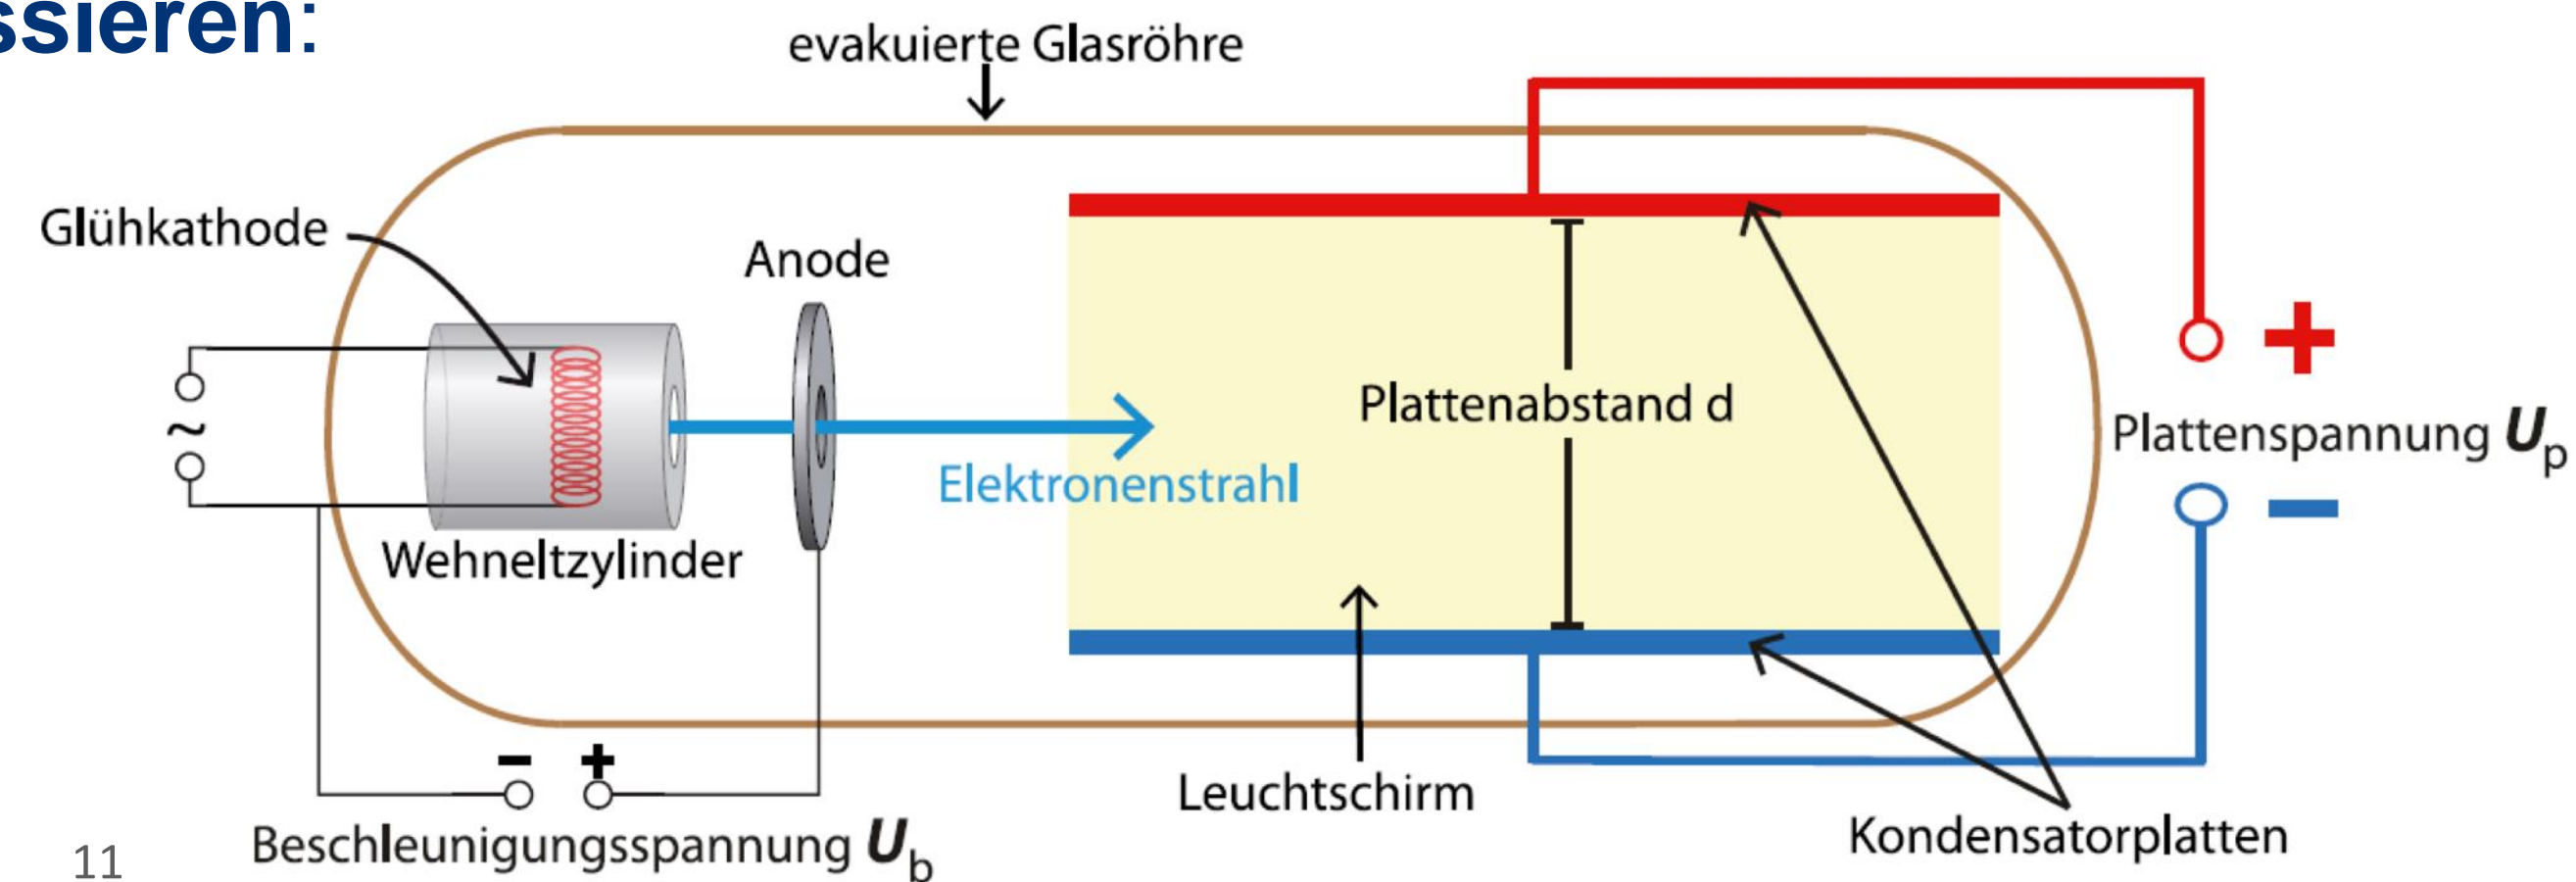 ssieren:
evakuierte Glasröhre
Glühkathode
Anode
+
Plattenabstand d
~
Plattenspannung Up
Elektronenstrahl
−
Wehneltzylinder
− +
Leuchtschirm
Kondensatorplatten
Beschleunigungsspannung Ub
11